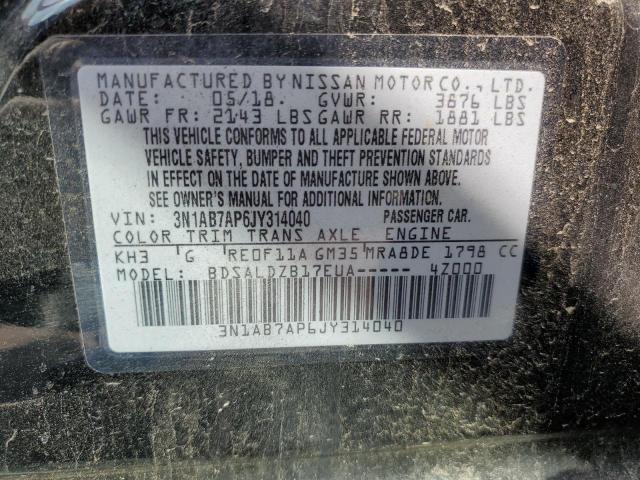 MANUFACTURED BY NISSAN MOTOR CO., LTD.
DATE: 05/18. GVWR: 3876 LBS
GAWR FR: 2143 LBS GAWR RR: 1881 LBS
THIS VEHICLE CONFORMS TO ALL APPLICABLE FEDERAL MOTOR
VEHICLE SAFETY, BUMPER AND THEFT PREVENTION STANDARDS
IN EFFECT ON THE DATE OF MANUFACTURE SHOWN ABOVE.
SEE OWNER'S MANUAL FOR ADDITIONAL INFORMATION.
VIN: 3N1AB7AP6JY314040 PASSENGER CAR.
COLOR TRIM TRANS AXLE ENGINE
KH3 'G 'RE0F11A GM35 'MRA8DE 1798 CC
MODEL: BDSALDZB17EUA----- 4Z000
3N1AB7AP6JY314040